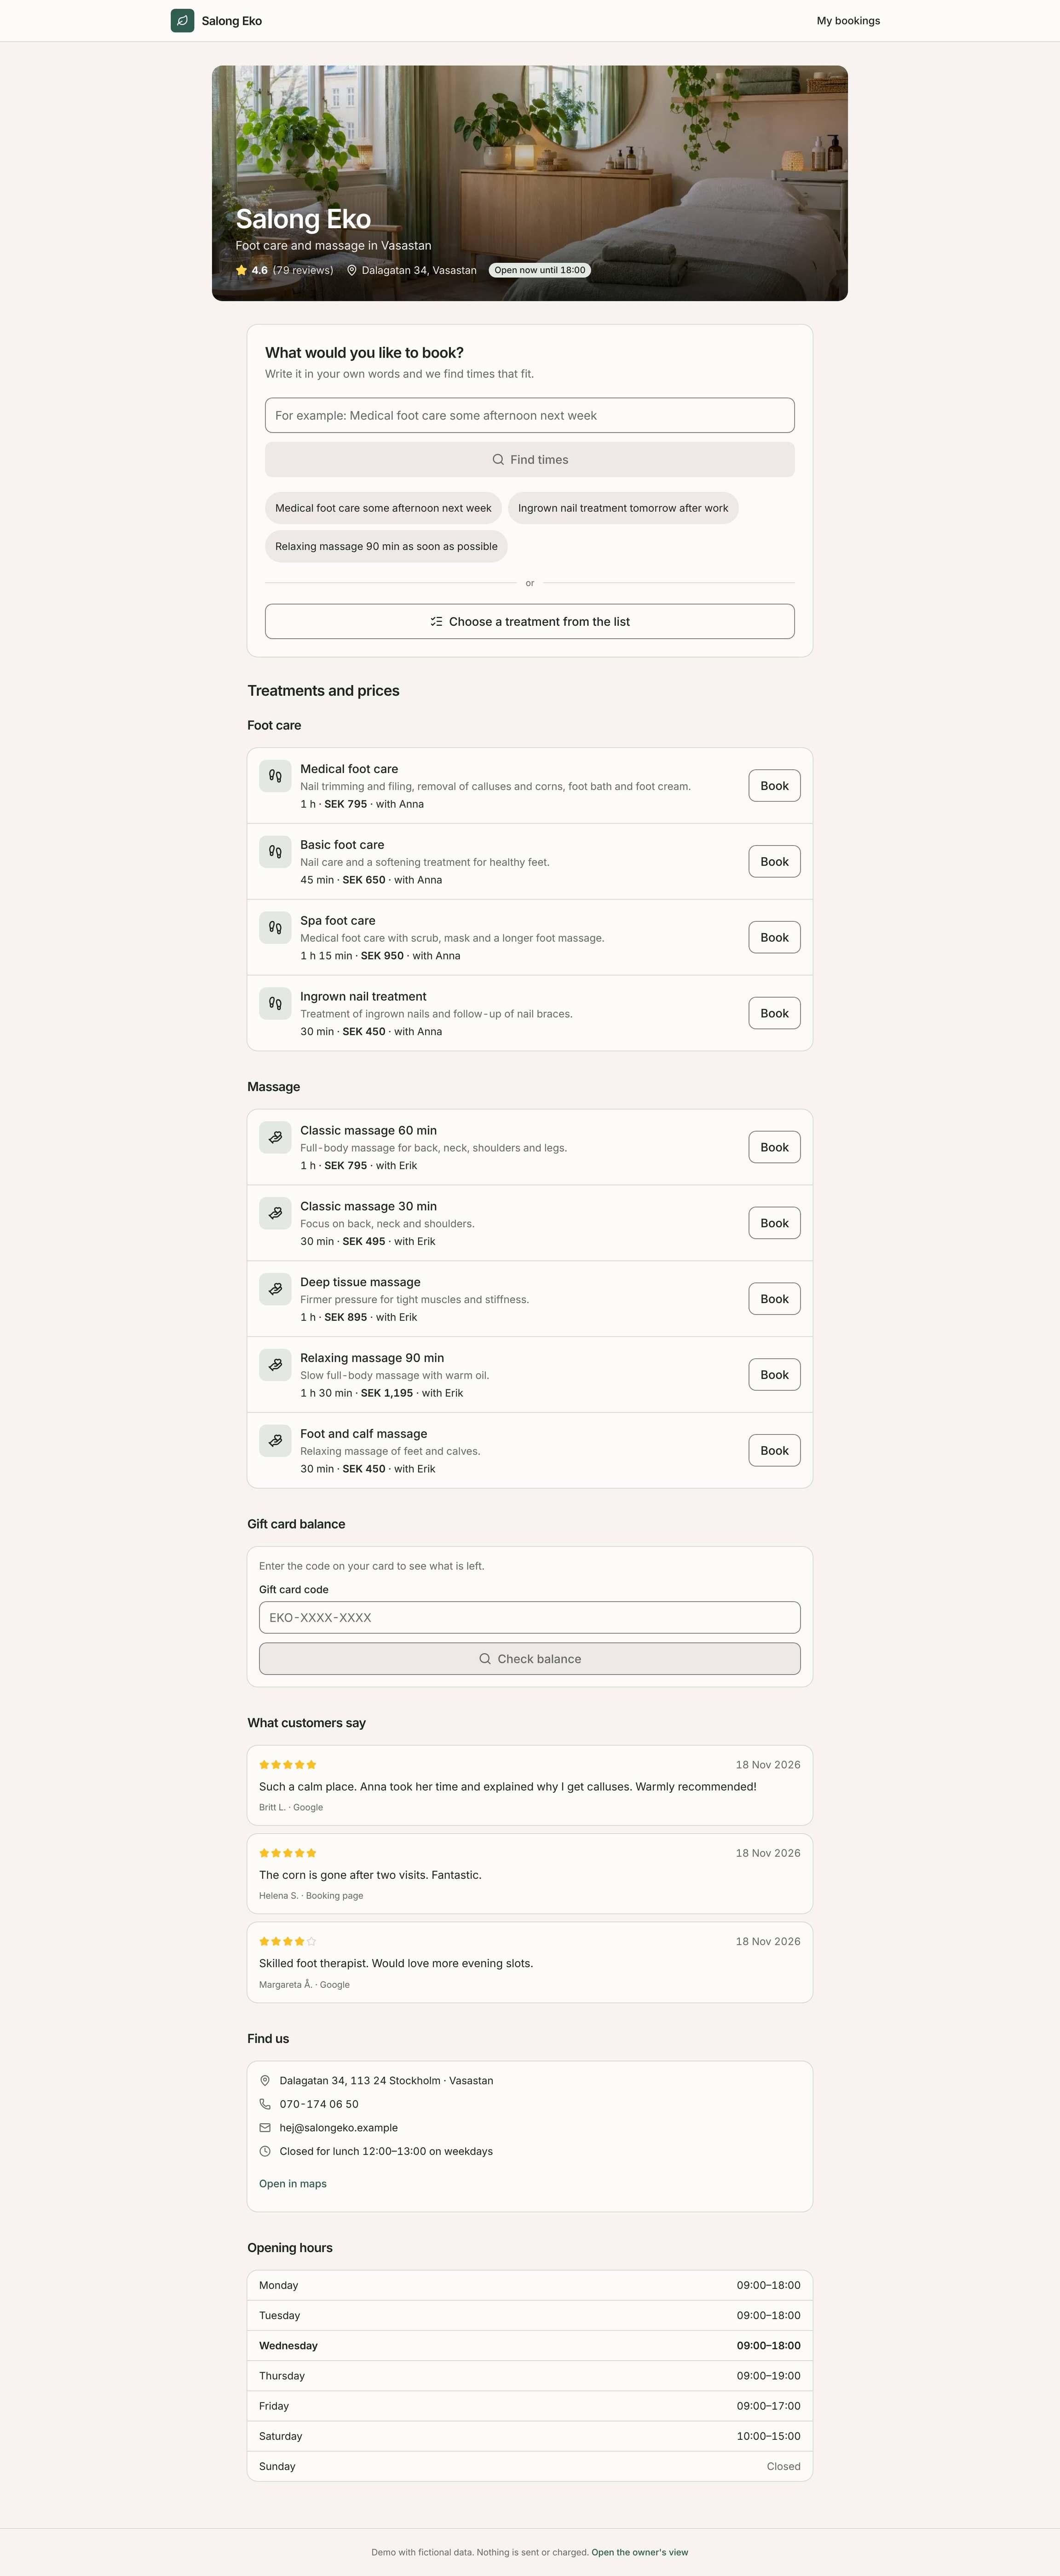 Salong Eko
My bookings
Salong Eko
Foot care and massage in Vasastan
4.6 (79 reviews) Dalagatan 34, Vasastan Open now until 18:00
What would you like to book?
Write it in your own words and we find times that fit.
For example: Medical foot care some afternoon next week
Find times
Medical foot care some afternoon next week
Ingrown nail treatment tomorrow after work
Relaxing massage 90 min as soon as possible
or
Choose a treatment from the list
Treatments and prices
Foot care
Medical foot care
Nail trimming and filing, removal of calluses and corns, foot bath and foot cream.
1 h · SEK 795 · with Anna
Book
Basic foot care
Nail care and a softening treatment for healthy feet.
45 min · SEK 650 · with Anna
Book
Spa foot care
Medical foot care with scrub, mask and a longer foot massage.
1 h 15 min · SEK 950 · with Anna
Book
Ingrown nail treatment
Treatment of ingrown nails and follow-up of nail braces.
30 min · SEK 450 · with Anna
Book
Massage
Classic massage 60 min
Full-body massage for back, neck, shoulders and legs.
1 h · SEK 795 · with Erik
Book
Classic massage 30 min
Focus on back, neck and shoulders.
30 min · SEK 495 · with Erik
Book
Deep tissue massage
Firmer pressure for tight muscles and stiffness.
1 h · SEK 895 · with Erik
Book
Relaxing massage 90 min
Slow full-body massage with warm oil.
1 h 30 min · SEK 1,195 · with Erik
Book
Foot and calf massage
Relaxing massage of feet and calves.
30 min · SEK 450 · with Erik
Book
Gift card balance
Enter the code on your card to see what is left.
Gift card code
EKO-XXXX-XXXX
Check balance
What customers say
18 Nov 2026
Such a calm place. Anna took her time and explained why I get calluses. Warmly recommended!
Britt L. · Google
18 Nov 2026
The corn is gone after two visits. Fantastic.
Helena S. · Booking page
18 Nov 2026
Skilled foot therapist. Would love more evening slots.
Margareta Å. · Google
Find us
Dalagatan 34, 113 24 Stockholm · Vasastan
070-174 06 50
hej@salongeko.example
Closed for lunch 12:00–13:00 on weekdays
Open in maps
Opening hours
Monday 09:00–18:00
Tuesday 09:00–18:00
Wednesday 09:00–18:00
Thursday 09:00–19:00
Friday 09:00–17:00
Saturday 10:00–15:00
Sunday Closed
Demo with fictional data. Nothing is sent or charged. Open the owner's view